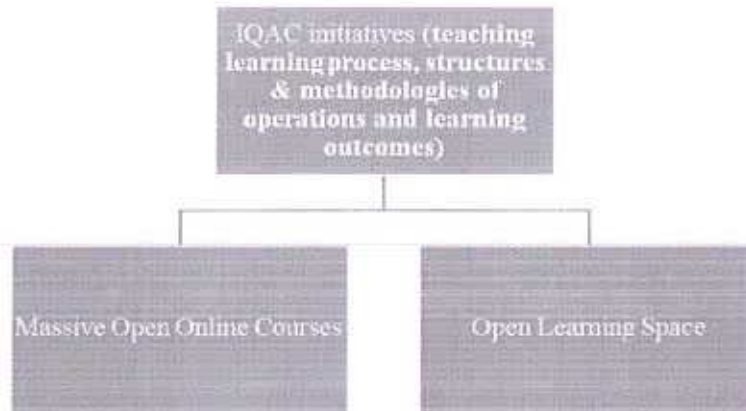 IQAC initiatives (teaching
learning process, structures
& methodologies of
operations and learning
outcomes)
Massive Open Online Courses
Open Learning Space